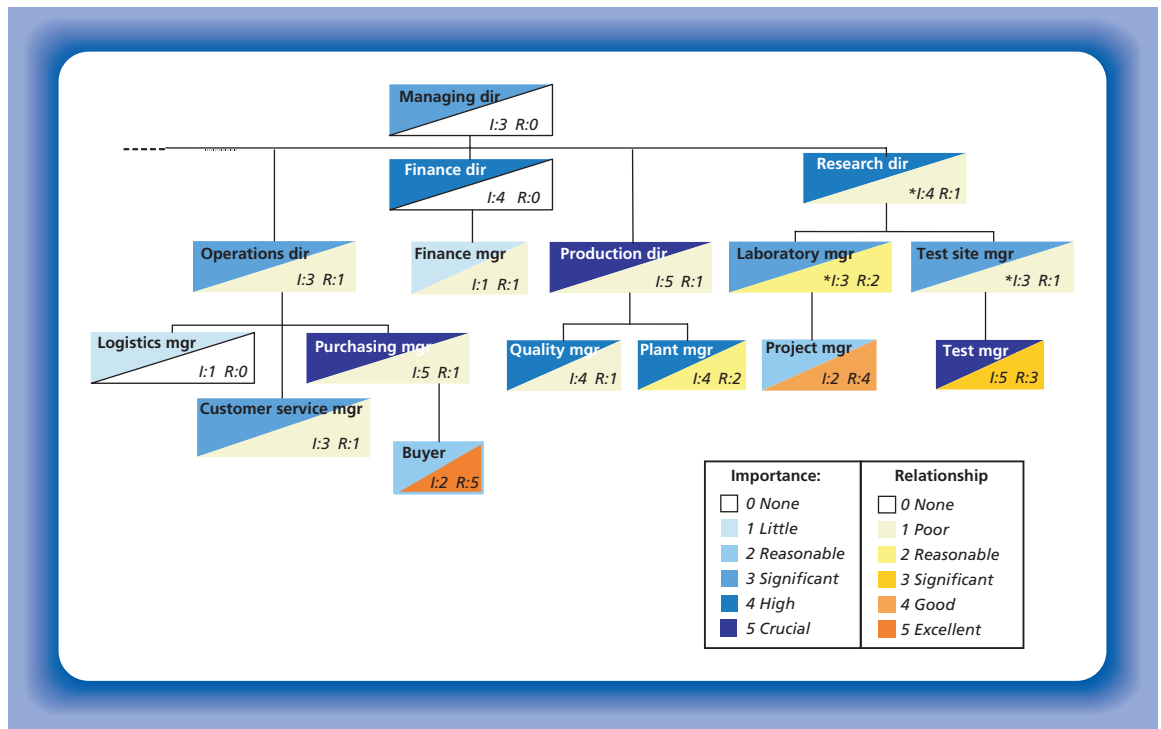 Managing dir
I:3 R:0
Finance dir
I:4 R:0
Research dir
*I:4 R:1
Operations dir
I:3 R:1
Finance mgr
I:1 R:1
Production dir
I:5 R:1
Laboratory mgr
*I:3 R:2
Test site mgr
*I:3 R:1
Logistics mgr
I:1 R:0
Purchasing mgr
I:5 R:1
Quality mgr
I:4 R:1
Plant mgr
I:4 R:2
Project mgr
I:2 R:4
Test mgr
I:5 R:3
Customer service mgr
I:3 R:1
Buyer
I:2 R:5
Importance:
0 None
1 Little
2 Reasonable
3 Significant
4 High
5 Crucial
Relationship
0 None
1 Poor
2 Reasonable
3 Significant
4 Good
5 Excellent